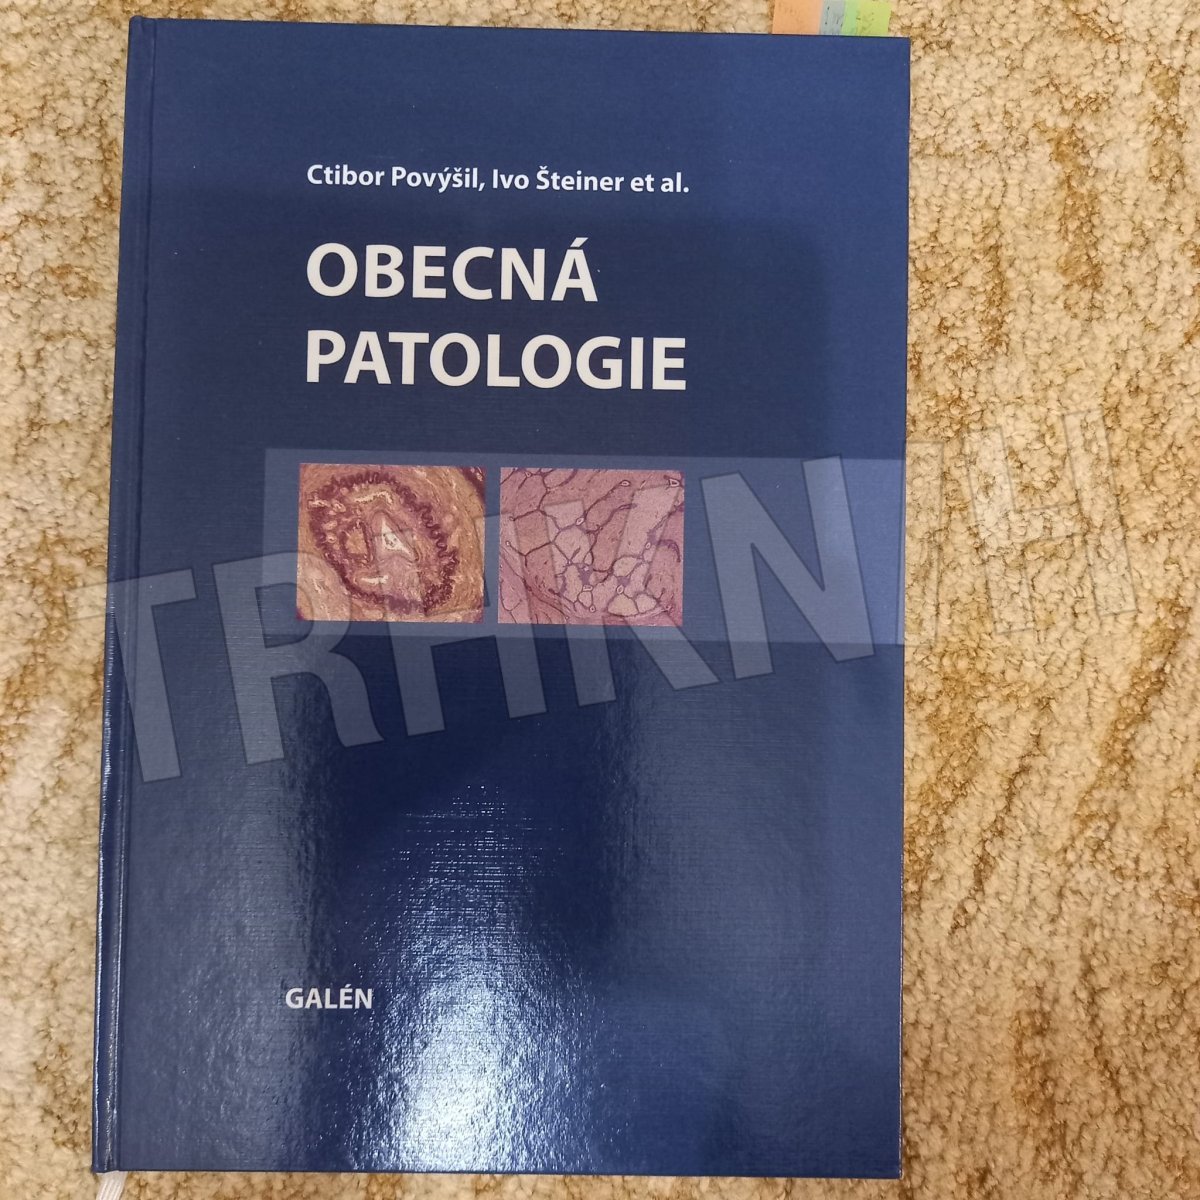 Ctibor Povýšil, Ivo Šteiner et al.
OBECNÁ
PATOLOGIE
TRHKNIH
GALÉN